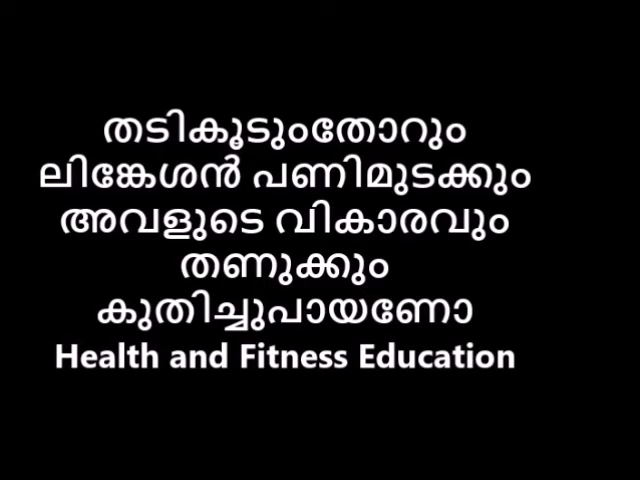 തടികൂടുംതോറും
ലിങ്കേശൻ പണിമുടക്കും
അവളുടെ വികാരവും
തണുക്കും
കുതിച്ചുപായണോ
Health and Fitness Education